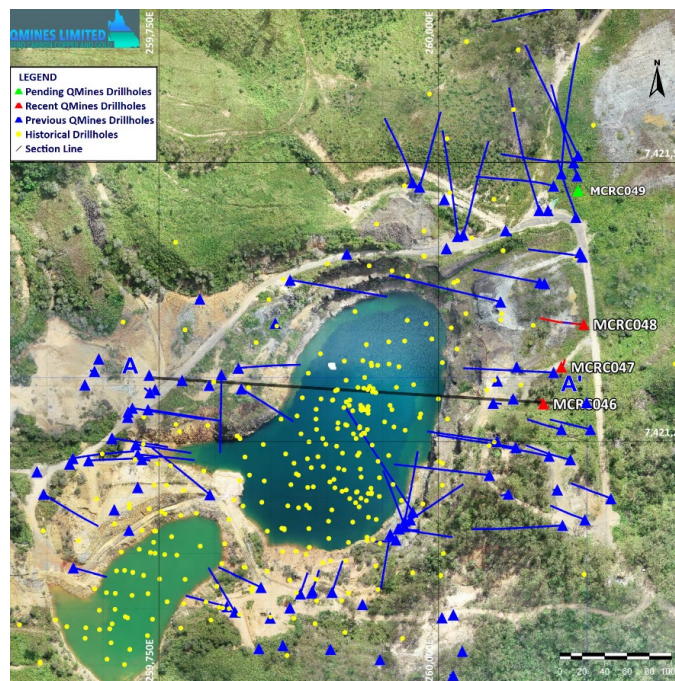 QMINES LIMITED
259,750E
260,000E
LEGEND
Pending QMines Drillholes
Recent QMines Drillholes
Previous QMines Drillholes
Historical Drillholes
Section Line
N
7,421,5
MCRC049
MCRC048
MCRC047
A
A'
MCRC046
7,421,2
259,750E
260,000E
0
20
40
60
80
100